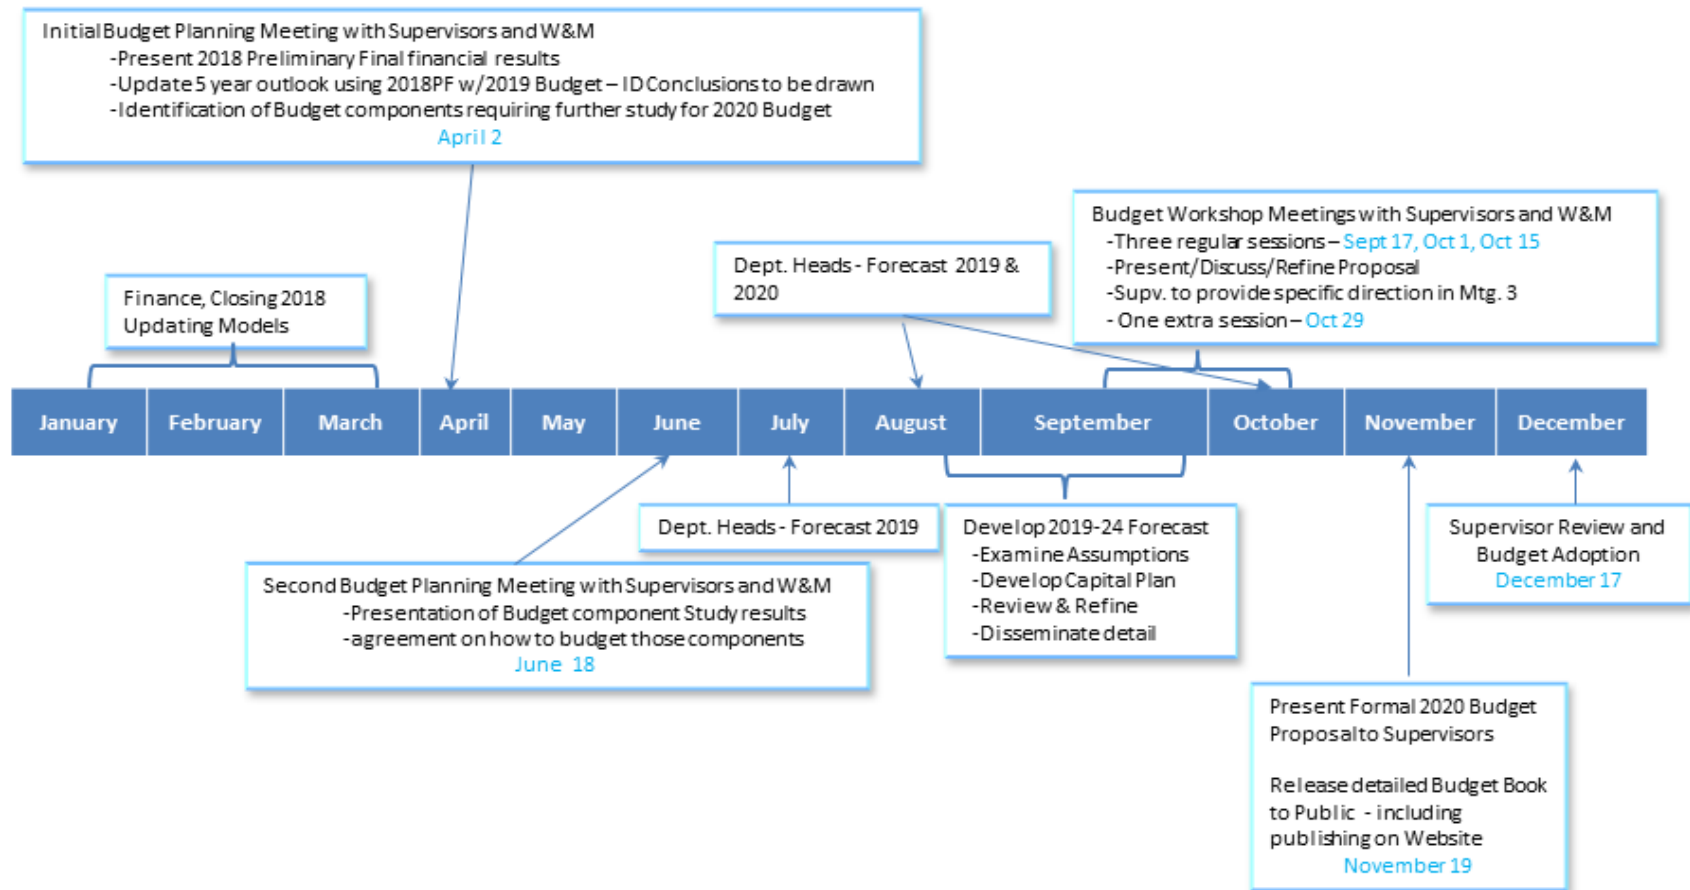 Initial Budget Planning Meeting with Supervisors and W&M
-Present 2018 Preliminary Final financial results
-Update 5 year outlook using 2018PF w/2019 Budget – ID Conclusions to be drawn
-Identification of Budget components requiring further study for 2020 Budget
April 2
Budget Workshop Meetings with Supervisors and W&M
-Three regular sessions – Sept 17, Oct 1, Oct 15
-Present/Discuss/Refine Proposal
-Supv. to provide specific direction in Mtg. 3
- One extra session – Oct 29
Dept. Heads - Forecast 2019 &
2020
Finance, Closing 2018
Updating Models
January February March April May June July August September October November December
Dept. Heads - Forecast 2019
Develop 2019-24 Forecast
-Examine Assumptions
-Develop Capital Plan
-Review & Refine
-Disseminate detail
Supervisor Review and
Budget Adoption
December 17
Second Budget Planning Meeting with Supervisors and W&M
-Presentation of Budget component Study results
-agreement on how to budget those components
June 18
Present Formal 2020 Budget
Proposal to Supervisors
Release detailed Budget Book
to Public - including
publishing on Website
November 19